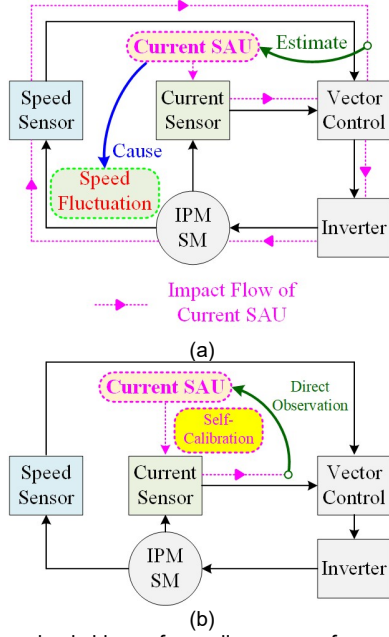 Current SAU
Estimate
Speed
Sensor
Current
Sensor
Vector
Control
Cause
Speed
Fluctuation
IPM
SM
Inverter
Impact Flow of
Current SAU
(a)
Current SAU
Direct
Observation
Self-
Calibration
Speed
Sensor
Current
Sensor
Vector
Control
IPM
SM
Inverter
(b)